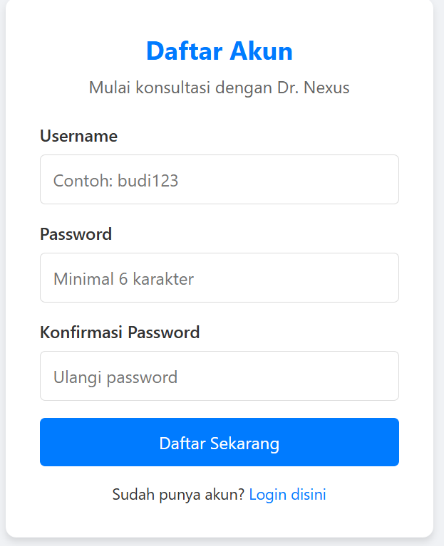 Daftar Akun
Mulai konsultasi dengan Dr. Nexus
Username
Contoh: budi123
Password
Minimal 6 karakter
Konfirmasi Password
Ulangi password
Daftar Sekarang
Sudah punya akun? Login disini